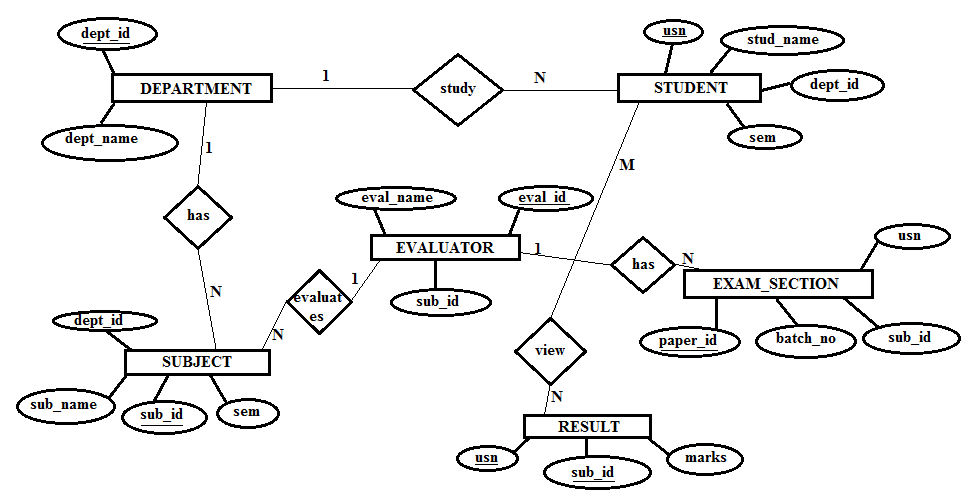 dept_id
usn
stud_name
1
N
DEPARTMENT
study
STUDENT
dept_id
dept_name
sem
1
M
eval_name
eval_id
has
usn
EVALUATOR
1
has
N
1
EXAM_SECTION
N
evaluat
es
sub_id
dept_id
N
paper_id
batch_no
sub_id
view
SUBJECT
N
sub_name
sub_id
sem
RESULT
usn
sub_id
marks